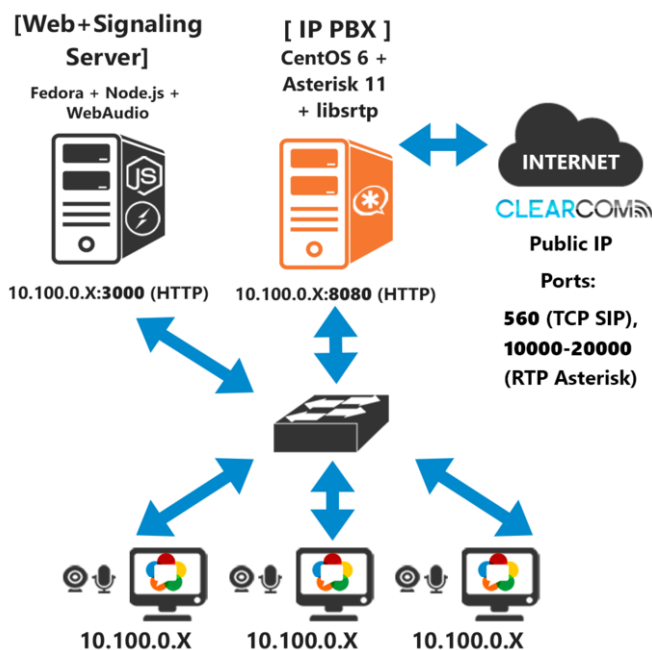 [Web+Signaling
Server]
Fedora + Node.js +
WebAudio
JS
10.100.0.X:3000 (HTTP)
[ IP PBX ]
CentOS 6 +
Asterisk 11
+ libsrtp
10.100.0.X:8080 (HTTP)
INTERNET
CLEARCOM
Public IP
Ports:
560 (TCP SIP),
10000-20000
(RTP Asterisk)
10.100.0.X
10.100.0.X
10.100.0.X